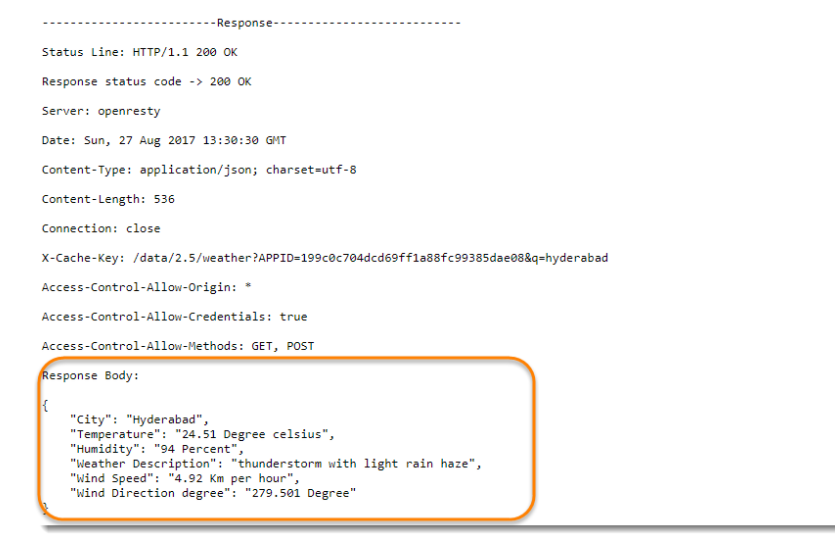 -------------------------Response---------------------------
Status Line: HTTP/1.1 200 OK
Response status code -> 200 OK
Server: openresty
Date: Sun, 27 Aug 2017 13:30:30 GMT
Content-Type: application/json; charset=utf-8
Content-Length: 536
Connection: close
X-Cache-Key: /data/2.5/weather?APPID=199c0c704dcd69ff1a88fc99385dae08&q=hyderabad
Access-Control-Allow-Origin: *
Access-Control-Allow-Credentials: true
Access-Control-Allow-Methods: GET, POST
Response Body:
{
    "City": "Hyderabad",
    "Temperature": "24.51 Degree celsius",
    "Humidity": "94 Percent",
    "Weather Description": "thunderstorm with light rain haze",
    "Wind Speed": "4.92 Km per hour",
    "Wind Direction degree": "279.501 Degree"
}